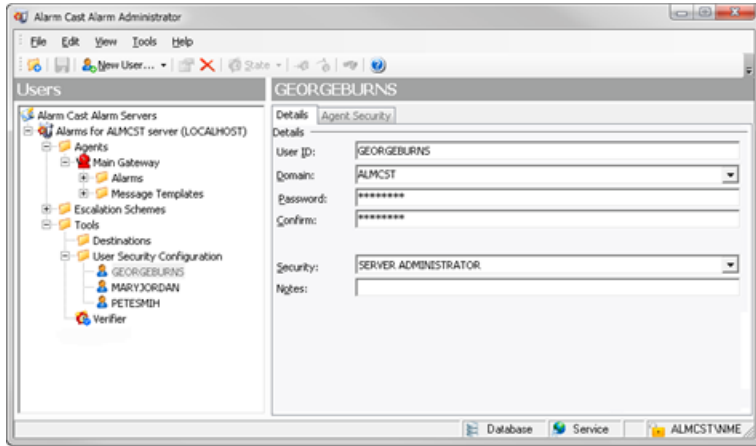 Alarm Cast Alarm Administrator
File Edit View Tools Help
New User... State
Users
GEORGEBURNS
Alarm Cast Alarm Servers
Alarms for ALMCST server (LOCALHOST)
Agents
Main Gateway
Alarms
Message Templates
Escalation Schemes
Tools
Destinations
User Security Configuration
GEORGEBURNS
MARYJORDAN
PETESMIH
Verifier
Details Agent Security
Details
User ID: GEORGEBURNS
Domain: ALMCST
Password: ********
Confirm: ********
Security: SERVER ADMINISTRATOR
Notes:
Database Service ALMCST\NME